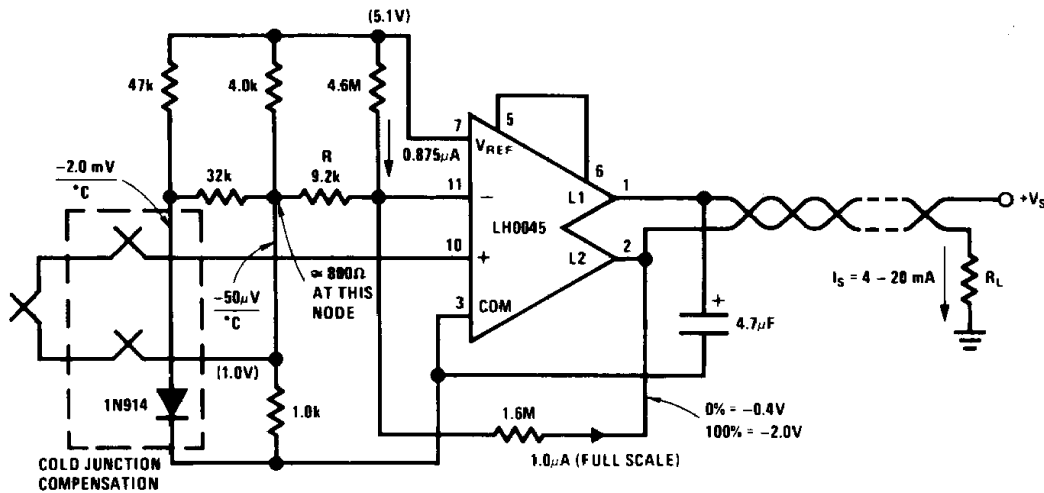 (5.1V)
47k
4.0k
4.6M
5
7
VREF
0.875μA
6
-2.0 mV
°C
R
32k
9.2k
11
−
L1
1
+VS
LH0045
10
+
L2
2
≈ 800Ω
AT THIS
NODE
IS = 4 – 20 mA
RL
-50μV
°C
3
COM
+
4.7μF
(1.0V)
1N914
1.0k
1.6M
0% = -0.4V
100% = -2.0V
1.0μA (FULL SCALE)
COLD JUNCTION
COMPENSATION